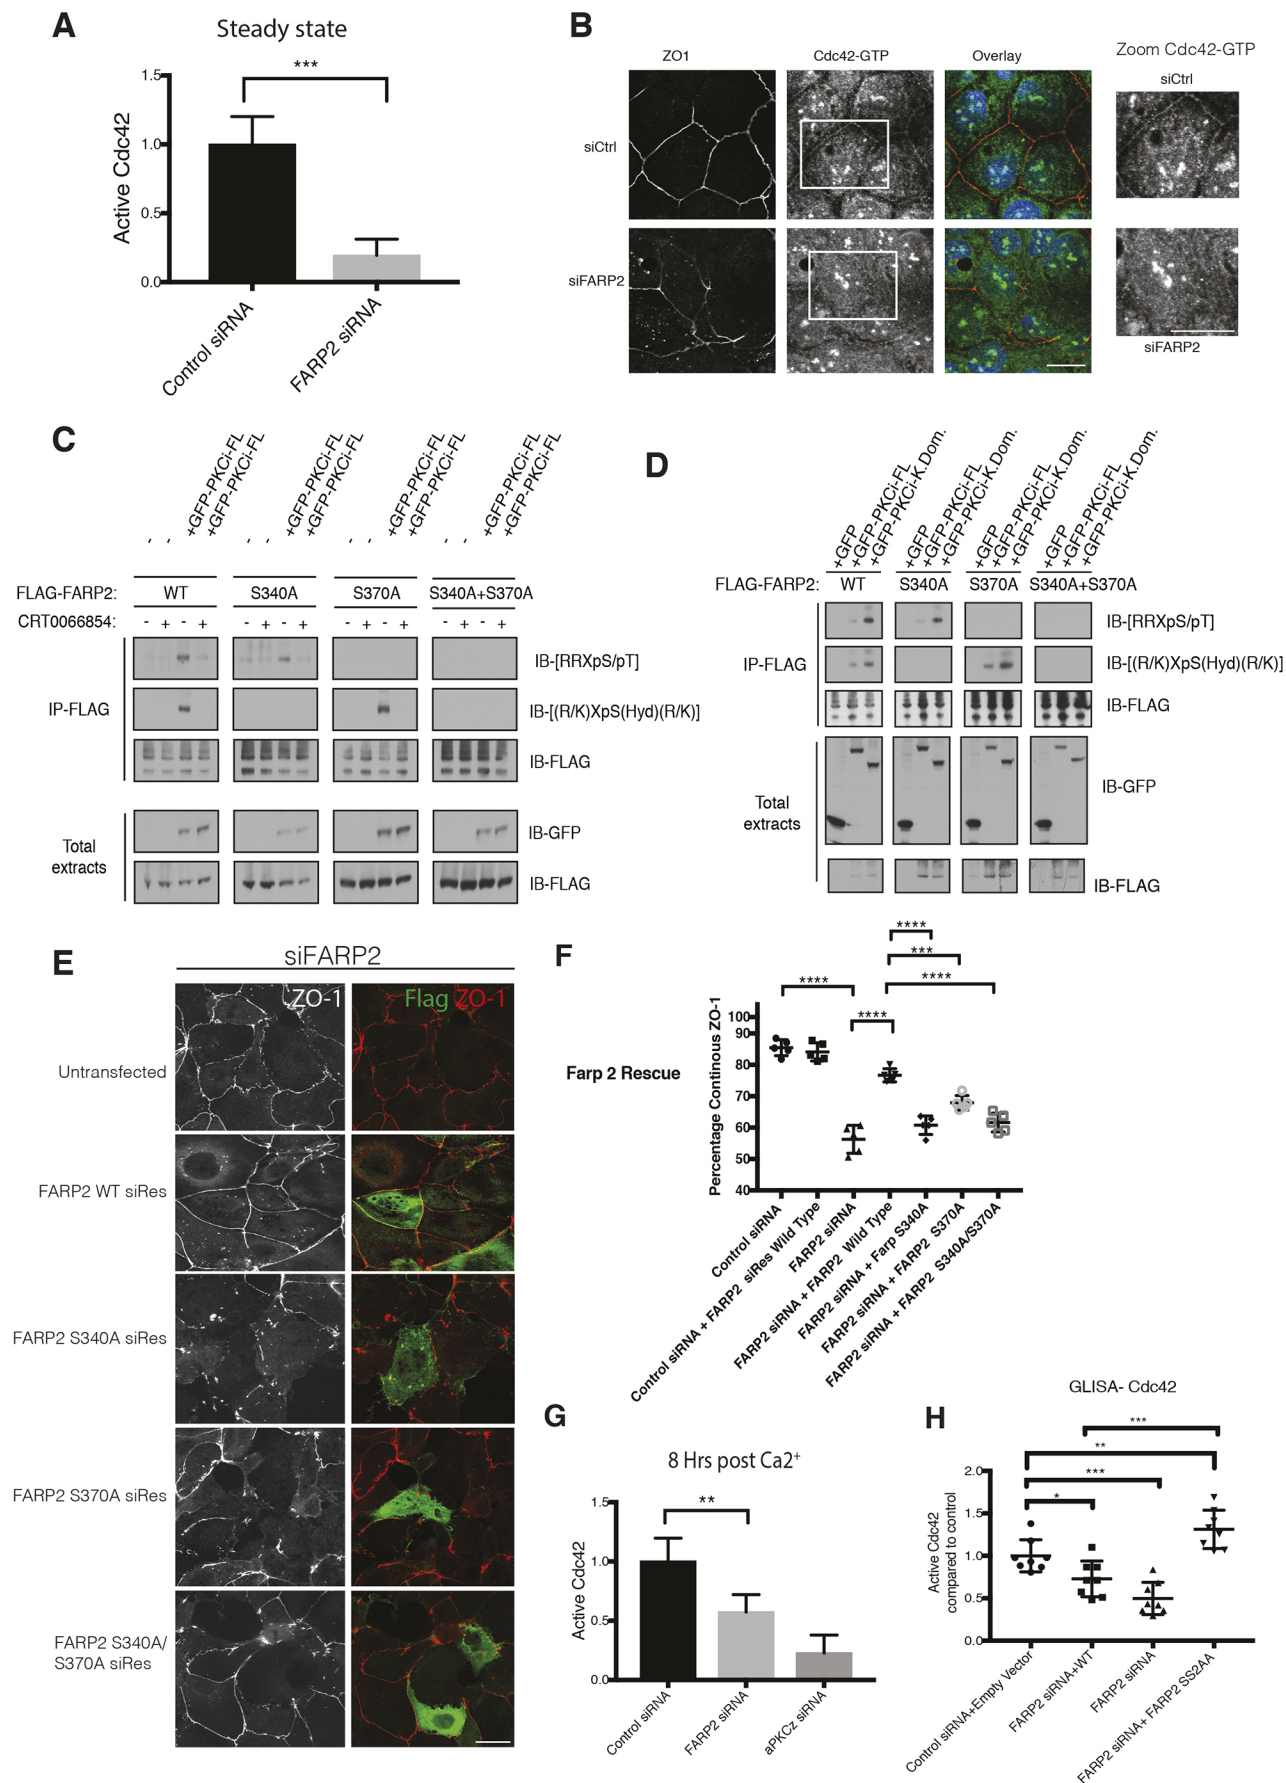 A
Steady state
***
1.5
1.0
0.5
0.0
Active Cdc42
Control siRNA
FARP2 siRNA
B
ZO1
Cdc42-GTP
Overlay
Zoom Cdc42-GTP
siCtrl
siCtrl
siFARP2
siFARP2
C
- - +GFP-PKCi-FL +GFP-PKCi-FL - - +GFP-PKCi-FL +GFP-PKCi-FL - - +GFP-PKCi-FL +GFP-PKCi-FL - - +GFP-PKCi-FL +GFP-PKCi-FL
FLAG-FARP2: WT S340A S370A S340A+S370A
CRT0066854: - + - + - + - + - + - + - + - +
IP-FLAG
IB-[RRXpS/pT]
IB-[(R/K)XpS(Hyd)(R/K)]
IB-FLAG
Total extracts
IB-GFP
IB-FLAG
D
+GFP +GFP-PKCi-FL +GFP-PKCi-K.Dom. +GFP +GFP-PKCi-FL +GFP-PKCi-K.Dom. +GFP +GFP-PKCi-FL +GFP-PKCi-K.Dom. +GFP +GFP-PKCi-FL +GFP-PKCi-K.Dom.
FLAG-FARP2: WT S340A S370A S340A+S370A
IP-FLAG
IB-[RRXpS/pT]
IB-[(R/K)XpS(Hyd)(R/K)]
IB-FLAG
Total extracts
IB-GFP
IB-FLAG
E
siFARP2
ZO-1
Flag ZO-1
Untransfected
FARP2 WT siRes
FARP2 S340A siRes
FARP2 S370A siRes
FARP2 S340A/
S370A siRes
F
Farp 2 Rescue
****
***
****
****
****
Percentage Continous ZO-1
100
90
80
70
60
50
40
Control siRNA
Control siRNA + FARP2 siRes Wild Type
FARP2 siRNA
FARP2 siRNA + FARP2 Wild Type
FARP2 siRNA + Farp S340A
FARP2 siRNA + FARP2 S370A
FARP2 siRNA + FARP2 S340A/S370A
G
8 Hrs post Ca2+
**
1.5
1.0
0.5
0.0
Active Cdc42
Control siRNA
FARP2 siRNA
aPKCz siRNA
H
GLISA- Cdc42
***
**
***
*
2.0
1.5
1.0
0.5
0.0
Active Cdc42
compared to control
Control siRNA+Empty Vector
FARP2 siRNA+WT
FARP2 siRNA
FARP2 siRNA+ FARP2 SS2AA